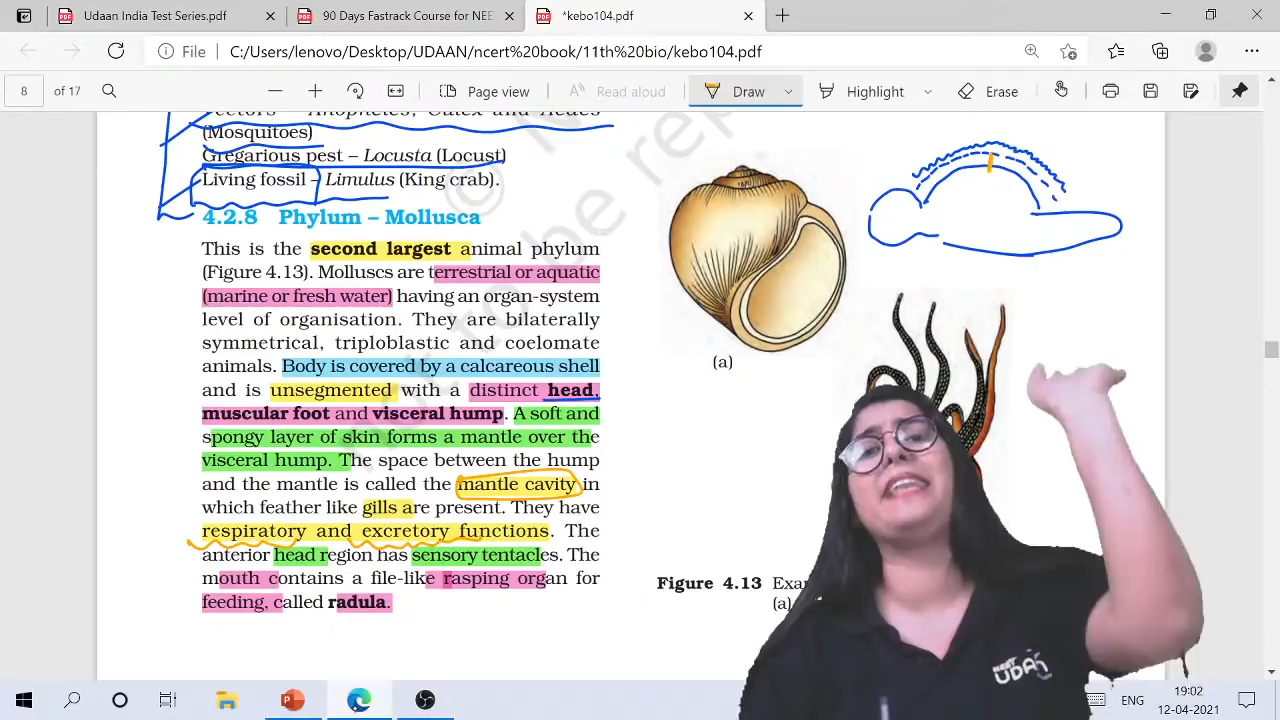 Udaan India Test Series.pdf
90 Days Fastrack Course for NEE
*kebo104.pdf
File
C:/Users/lenovo/Desktop/UDAAN/ncert%20book/11th%20bio/kebo104.pdf
8 of 17
Page view
Read aloud
Draw
Highlight
Erase
Vectors – Anopheles, Culex and Aedes
(Mosquitoes)
Gregarious pest – Locusta (Locust)
Living fossil – Limulus (King crab).
4.2.8 Phylum – Mollusca
This is the second largest animal phylum
(Figure 4.13). Molluscs are terrestrial or aquatic
(marine or fresh water) having an organ-system
level of organisation. They are bilaterally
symmetrical, triploblastic and coelomate
animals. Body is covered by a calcareous shell
and is unsegmented with a distinct head,
muscular foot and visceral hump. A soft and
spongy layer of skin forms a mantle over the
visceral hump. The space between the hump
and the mantle is called the mantle cavity in
which feather like gills are present. They have
respiratory and excretory functions. The
anterior head region has sensory tentacles. The
mouth contains a file-like rasping organ for
feeding, called radula.
(a)
Figure 4.13
(a)
UDAN
ENG
19:02
12-04-2021